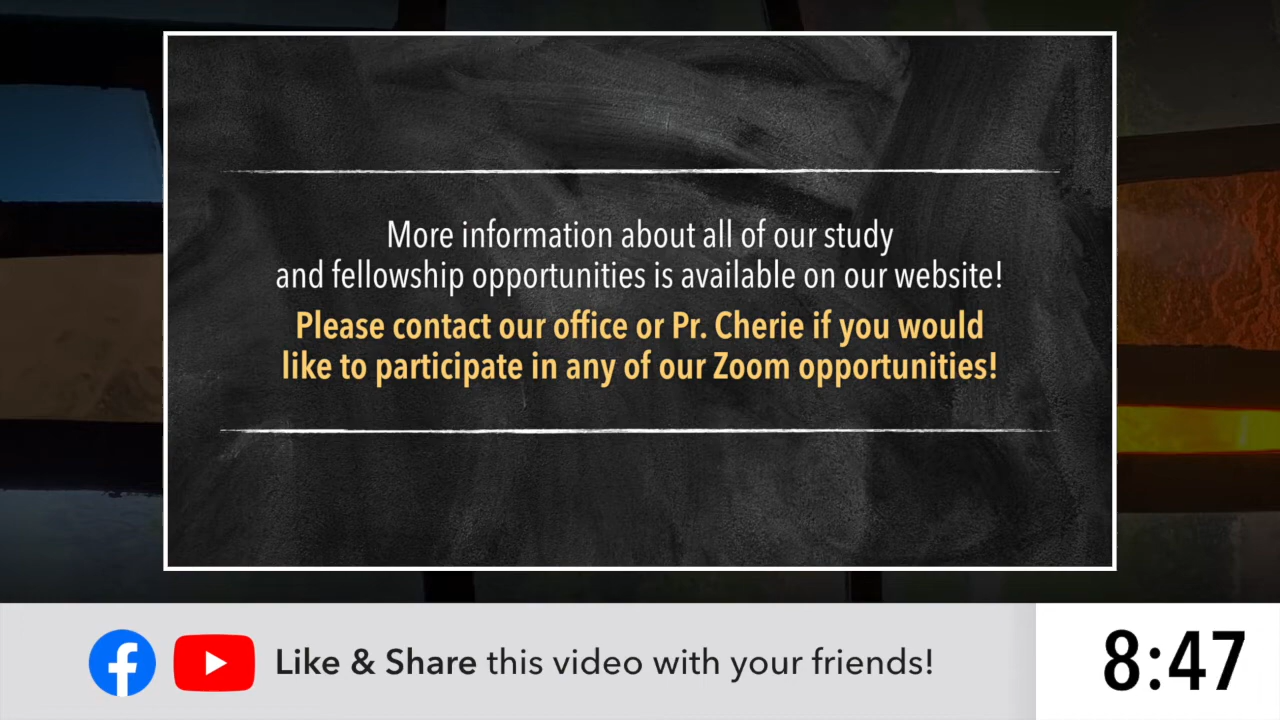 More information about all of our study
and fellowship opportunities is available on our website!
Please contact our office or Pr. Cherie if you would
like to participate in any of our Zoom opportunities!
Like & Share this video with your friends!
8:47